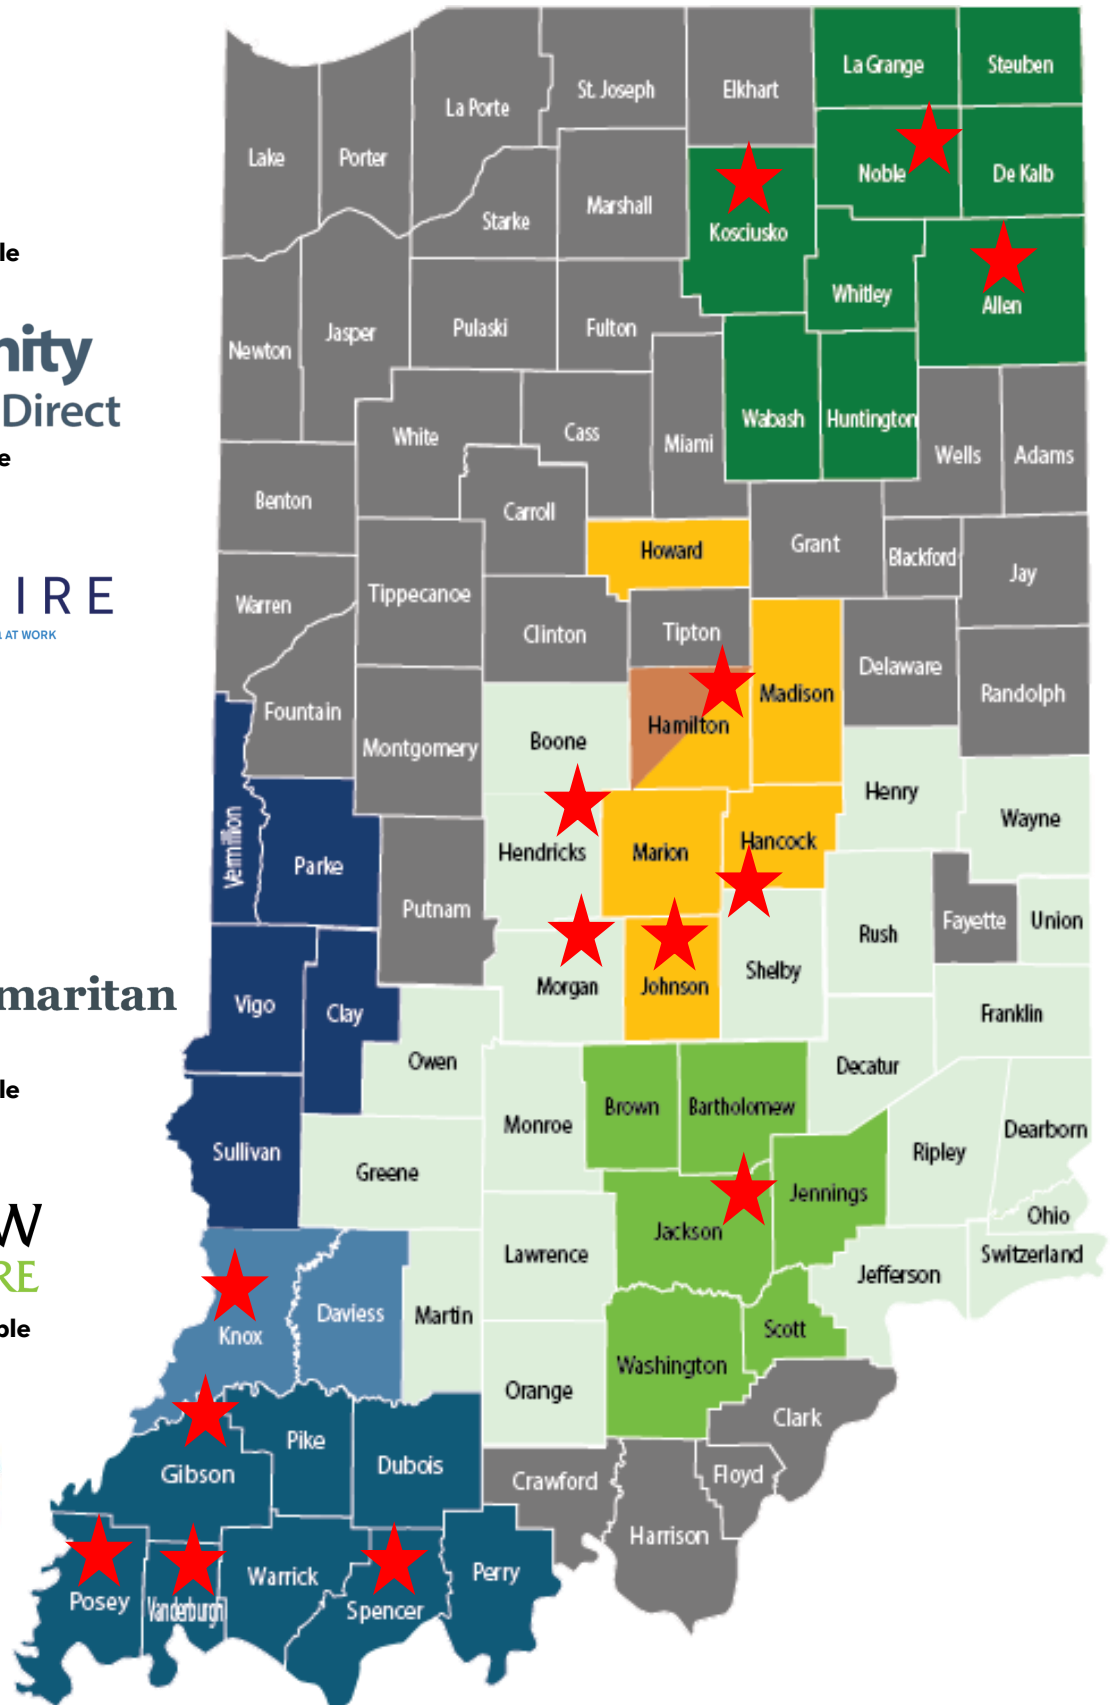 La Grange
Steuben
St. Joseph
Elkhart
La Porte
Lake
Porter
Noble
De Kalb
Marshall
Starke
Kosciusko
le
Whitley
Allen
Newton
Jasper
Pulaski
Fulton
nity
Direct
White
Cass
Miami
Wabash
Huntington
Wells
Adams
e
Benton
Carroll
Howard
Grant
Blackford
Jay
Warren
Tippecanoe
IRE
AT WORK
Clinton
Tipton
Delaware
Randolph
Fountain
Montgomery
Boone
Hamilton
Madison
Henry
Wayne
Vermillion
Parke
Hendricks
Marion
Hancock
Putnam
Rush
Fayette
Union
maritan
Vigo
Clay
Morgan
Johnson
Shelby
Franklin
Owen
Decatur
le
Monroe
Brown
Bartholomew
Dearborn
Sullivan
Greene
Ripley
Jennings
W
RE
Jackson
Ohio
Lawrence
Switzerland
Jefferson
ble
Knox
Daviess
Martin
Scott
Washington
Orange
Clark
Pike
Gibson
Dubois
Crawford
Floyd
Harrison
Posey
Vanderburgh
Warrick
Spencer
Perry